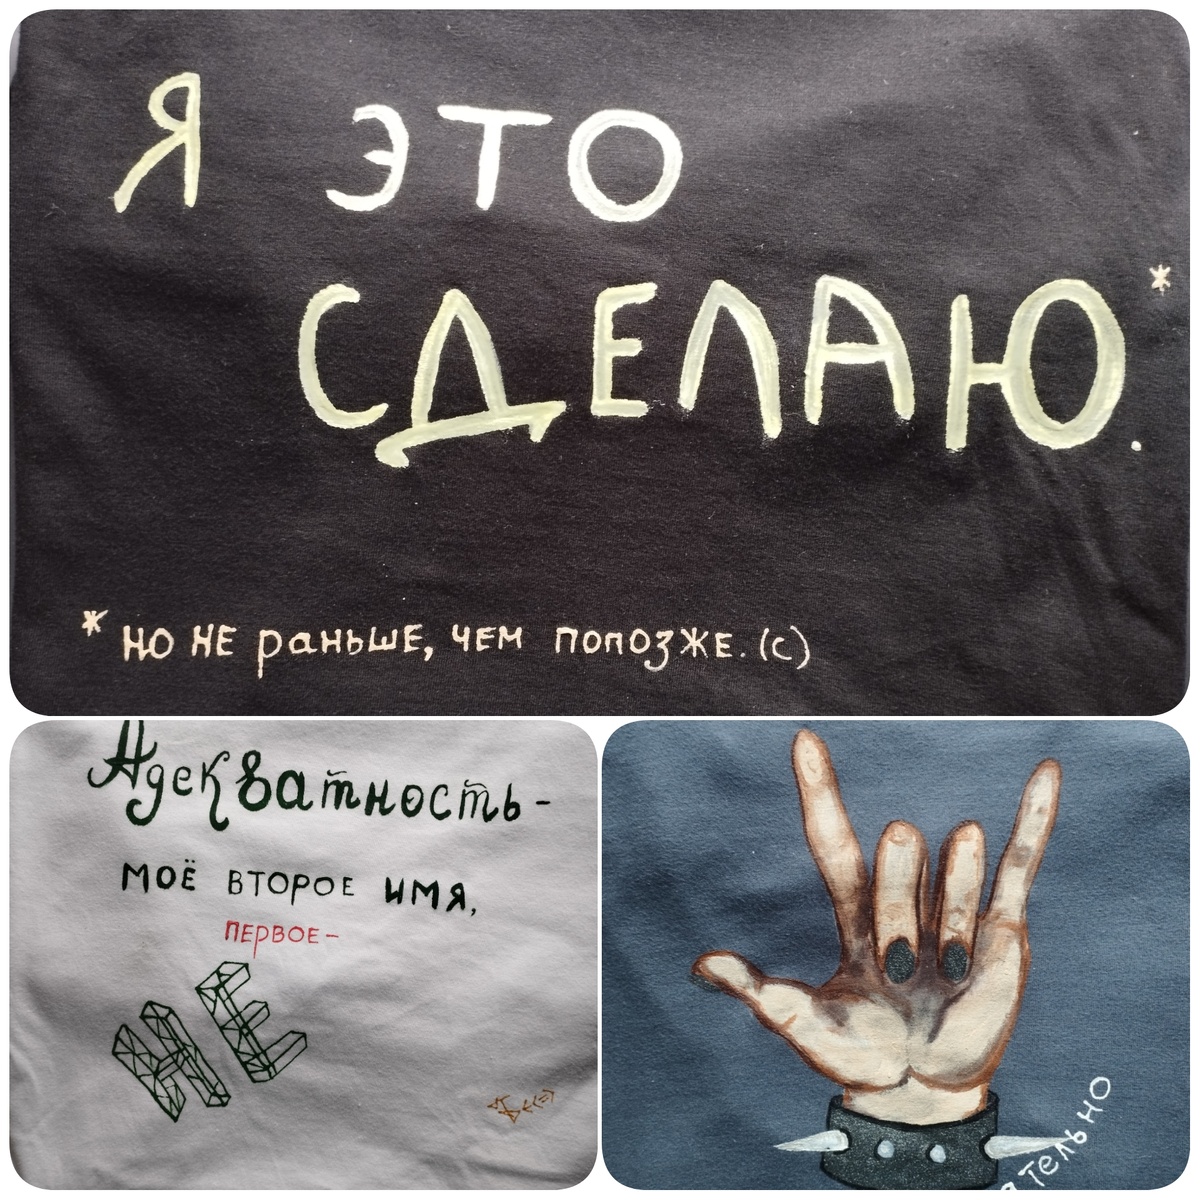 Я ЭТО
СДЕЛАЮ.*
* НО НЕ раньше, чем попозже. (с)
Адекватность -
МОЁ ВТОРОЕ ИМЯ,
ПЕРВОЕ -
НЕ